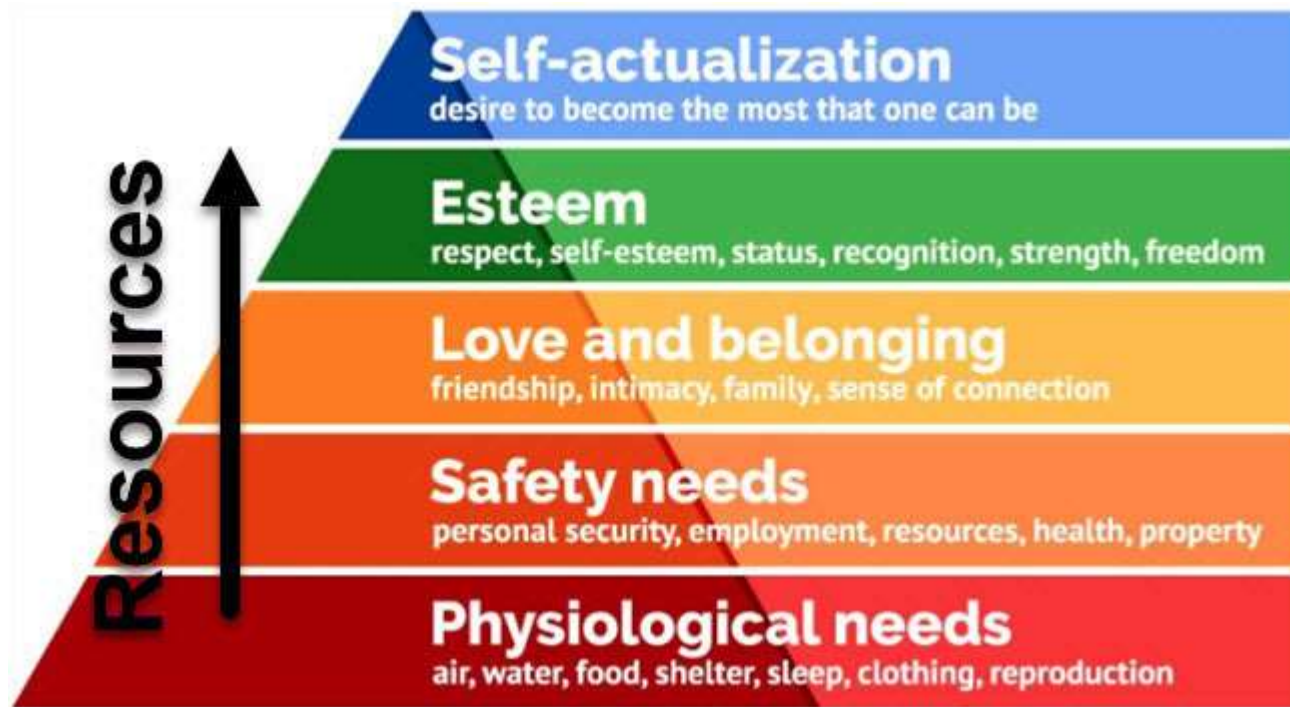 Resources
Self-actualization
desire to become the most that one can be
Esteem
respect, self-esteem, status, recognition, strength, freedom
Love and belonging
friendship, intimacy, family, sense of connection
Safety needs
personal security, employment, resources, health, property
Physiological needs
air, water, food, shelter, sleep, clothing, reproduction